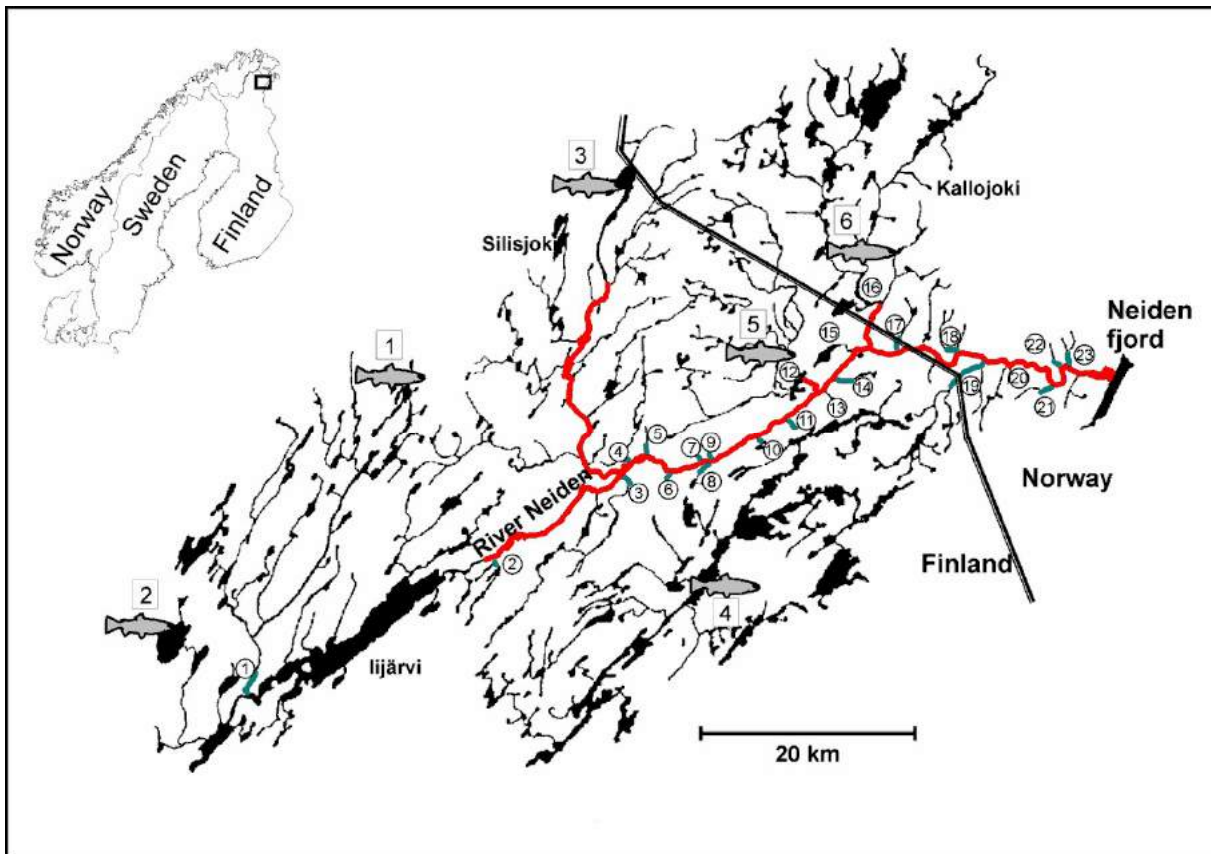 Norway
Sweden
Finland
3
Silisjoki
Kallojoki
6
16
5
15
17
18
Neiden
fjord
22
23
1
12
14
19
20
13
21
11
5
9
7
10
4
River Neiden
3
6
8
Norway
2
Finland
2
4
1
Iijärvi
20 km